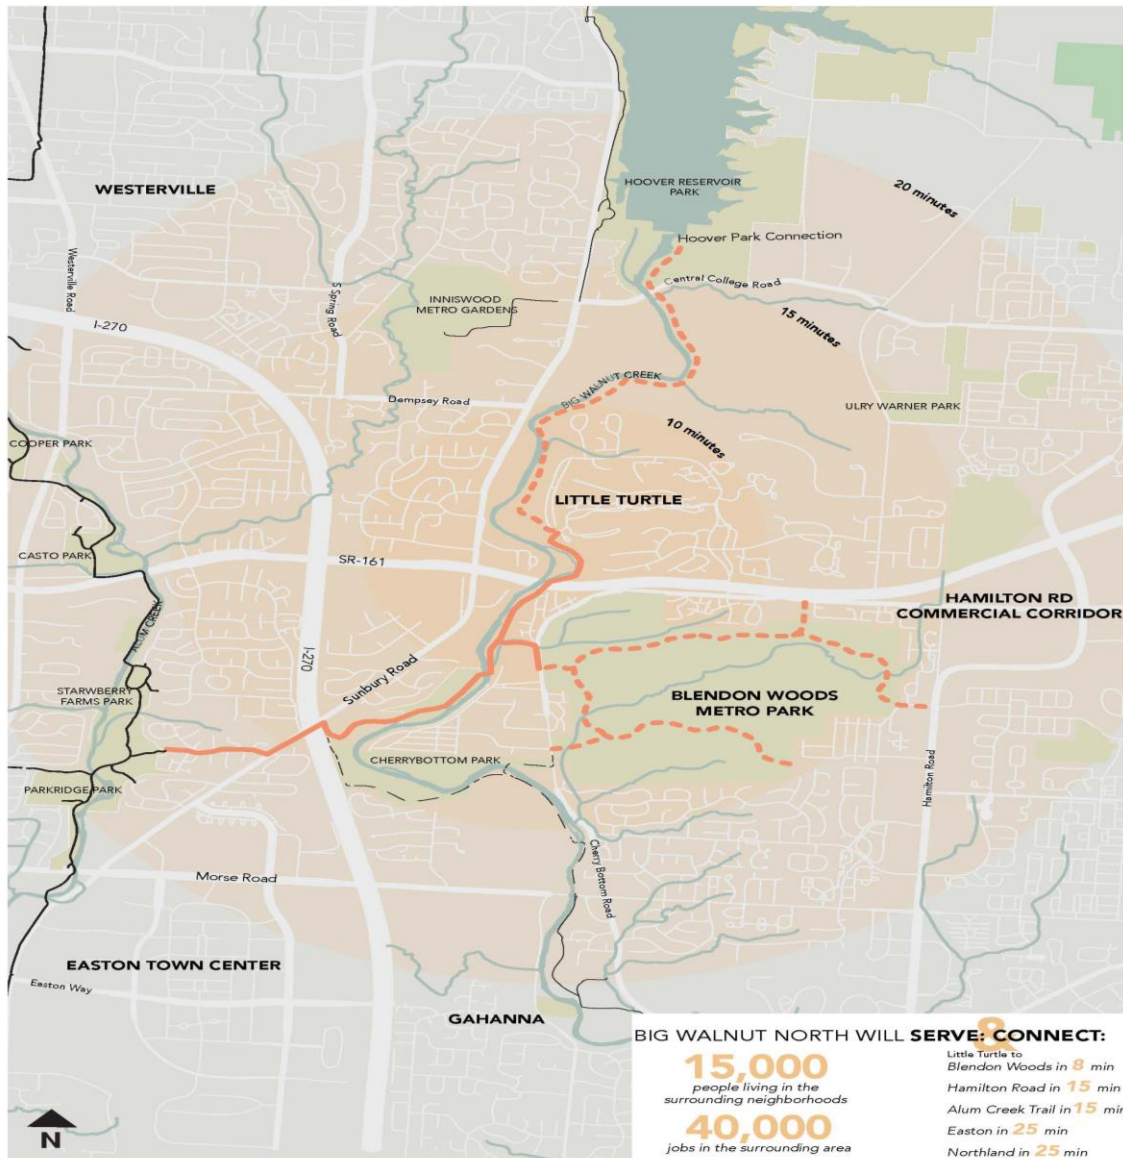 HOOVER RESERVOIR
PARK
20 minutes
WESTERVILLE
Hoover Park Connection
Westerville Road
Central College Road
S Spring Road
INNISWOOD
METRO GARDENS
I-270
15 minutes
BIG WALNUT CREEK
Dempsey Road
ULRY WARNER PARK
10 minutes
COOPER PARK
LITTLE TURTLE
CASTO PARK
SR-161
ALUM CREEK
HAMILTON RD
COMMERCIAL CORRIDOR
I-270
Sunbury Road
STARWBERRY
FARMS PARK
BLENDON WOODS
METRO PARK
CHERRYBOTTOM PARK
Hamilton Road
PARKRIDGE PARK
Cherry Bottom Road
Morse Road
EASTON TOWN CENTER
Easton Way
GAHANNA
BIG WALNUT NORTH WILL SERVE & CONNECT:
15,000
people living in the
surrounding neighborhoods
40,000
jobs in the surrounding area
Little Turtle to
Blendon Woods in 8 min
Hamilton Road in 15 min
Alum Creek Trail in 15 min
Easton in 25 min
Northland in 25 min
N